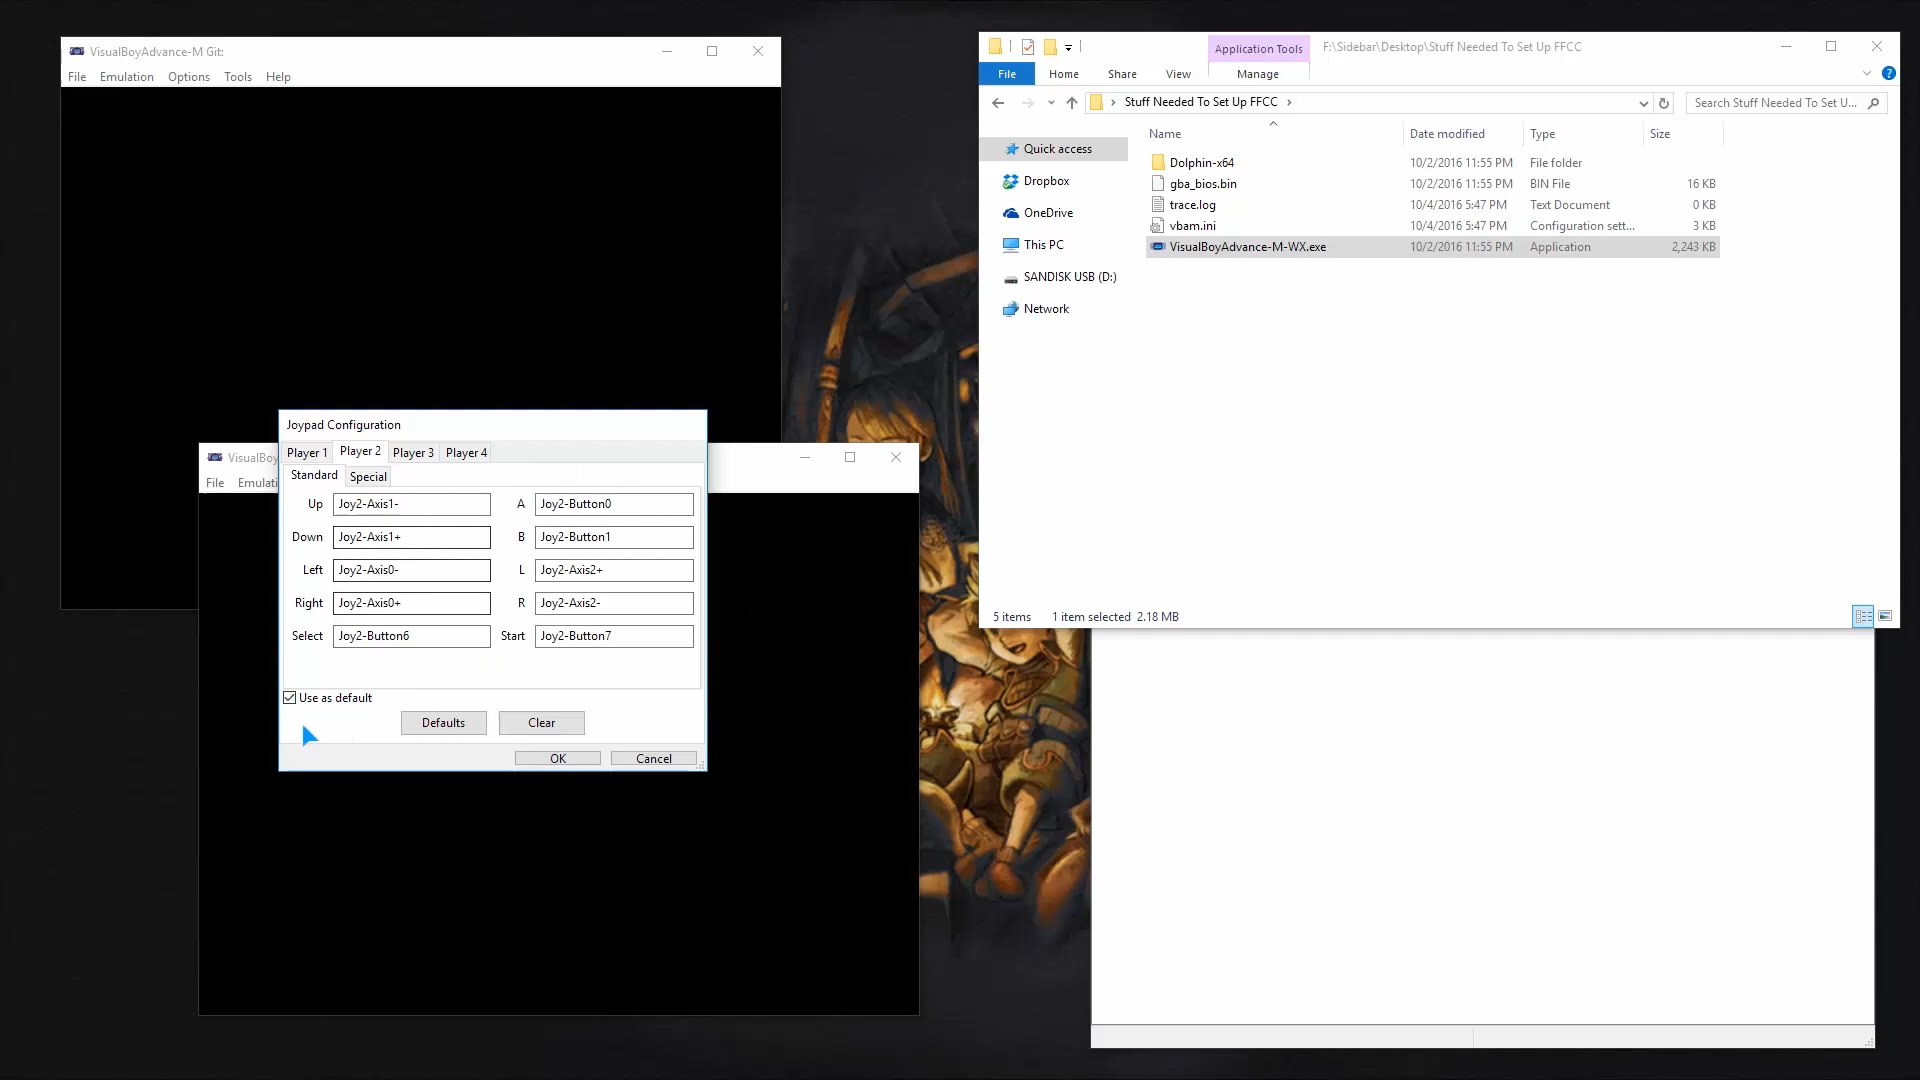 VisualBoyAdvance-M Git:
File Emulation Options Tools Help
VisualBoy
File Emulati
Joypad Configuration
Player 1 Player 2 Player 3 Player 4
Standard Special
Up Joy2-Axis1- A Joy2-Button0
Down Joy2-Axis1+ B Joy2-Button1
Left Joy2-Axis0- L Joy2-Axis2+
Right Joy2-Axis0+ R Joy2-Axis2-
Select Joy2-Button6 Start Joy2-Button7
Use as default
Defaults Clear
OK Cancel
Application Tools F:\Sidebar\Desktop\Stuff Needed To Set Up FFCC
File Home Share View Manage
Stuff Needed To Set Up FFCC Search Stuff Needed To Set U...
Name Date modified Type Size
Quick access
Dropbox
OneDrive
This PC
SANDISK USB (D:)
Network
Dolphin-x64 10/2/2016 11:55 PM File folder
gba_bios.bin 10/2/2016 11:55 PM BIN File 16 KB
trace.log 10/4/2016 5:47 PM Text Document 0 KB
vbam.ini 10/4/2016 5:47 PM Configuration sett... 3 KB
VisualBoyAdvance-M-WX.exe 10/2/2016 11:55 PM Application 2,243 KB
5 items 1 item selected 2.18 MB